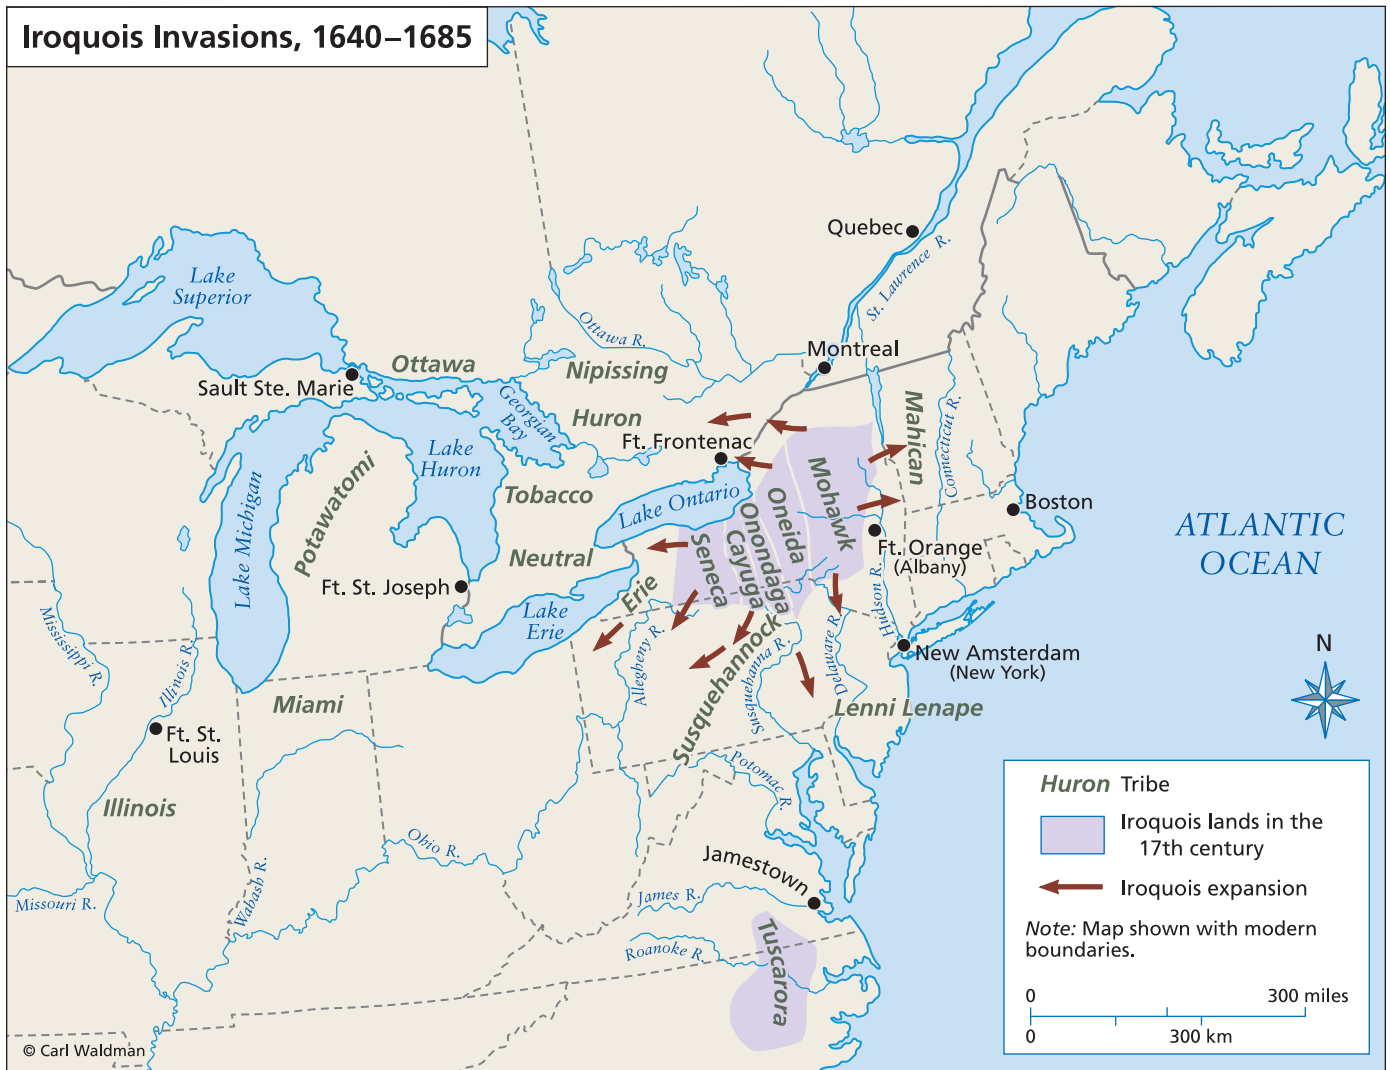 Iroquois Invasions, 1640–1685
Quebec
St. Lawrence R.
Lake
Superior
Ottawa R.
Montreal
Ottawa
Nipissing
Sault Ste. Marie
Georgian
Bay
Huron
Mahican
Connecticut R.
Ft. Frontenac
Lake
Huron
Potawatomi
Lake Michigan
Tobacco
Lake Ontario
Mohawk
Oneida
Onondaga
Cayuga
Seneca
Boston
ATLANTIC
OCEAN
Neutral
Ft. Orange
(Albany)
Ft. St. Joseph
Erie
Lake
Erie
Hudson R.
Mississippi R.
Illinois R.
Allegheny R.
Susquehannock
Susquehanna R.
Delaware R.
New Amsterdam
(New York)
N
Miami
Lenni Lenape
Ft. St.
Louis
Illinois
Potomac R.
Ohio R.
Jamestown
Wabash R.
Missouri R.
James R.
Roanoke R.
Tuscarora
Huron Tribe
Iroquois lands in the
17th century
Iroquois expansion
Note: Map shown with modern
boundaries.
0 300 miles
0 300 km
© Carl Waldman